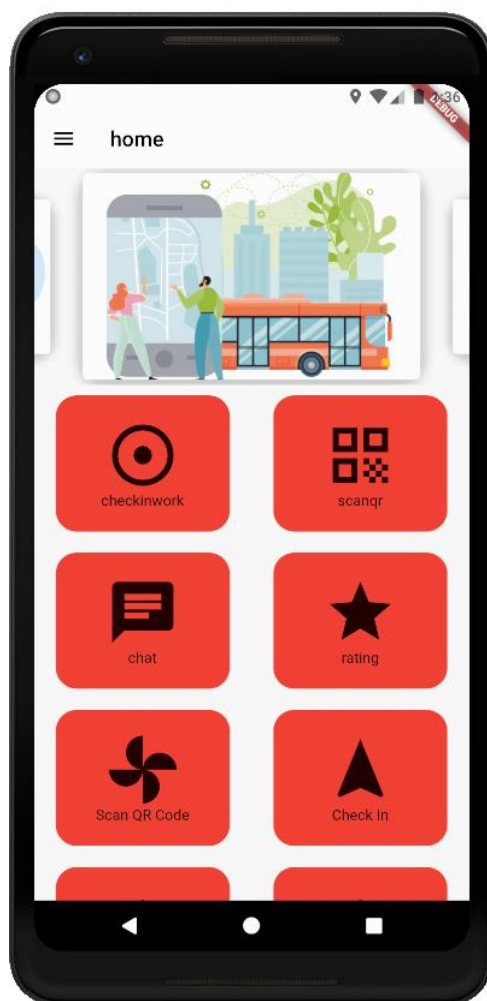 DEBUG
home
checkinwork
scanqr
chat
rating
Scan QR Code
Check In